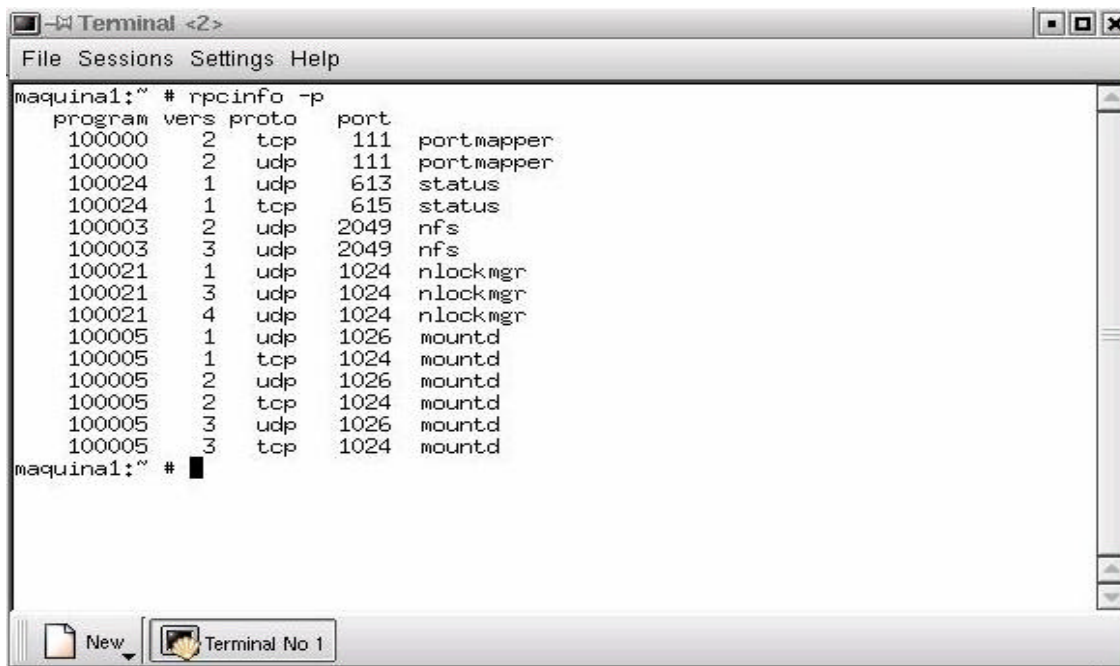 Terminal <2>
File Sessions Settings Help
maquina1:~ # rpcinfo -p
   program vers proto   port
    100000    2   tcp    111  portmapper
    100000    2   udp    111  portmapper
    100024    1   udp    613  status
    100024    1   tcp    615  status
    100003    2   udp   2049  nfs
    100003    3   udp   2049  nfs
    100021    1   udp   1024  nlockmgr
    100021    3   udp   1024  nlockmgr
    100021    4   udp   1024  nlockmgr
    100005    1   udp   1026  mountd
    100005    1   tcp   1024  mountd
    100005    2   udp   1026  mountd
    100005    2   tcp   1024  mountd
    100005    3   udp   1026  mountd
    100005    3   tcp   1024  mountd
maquina1:~ #
New Terminal No 1